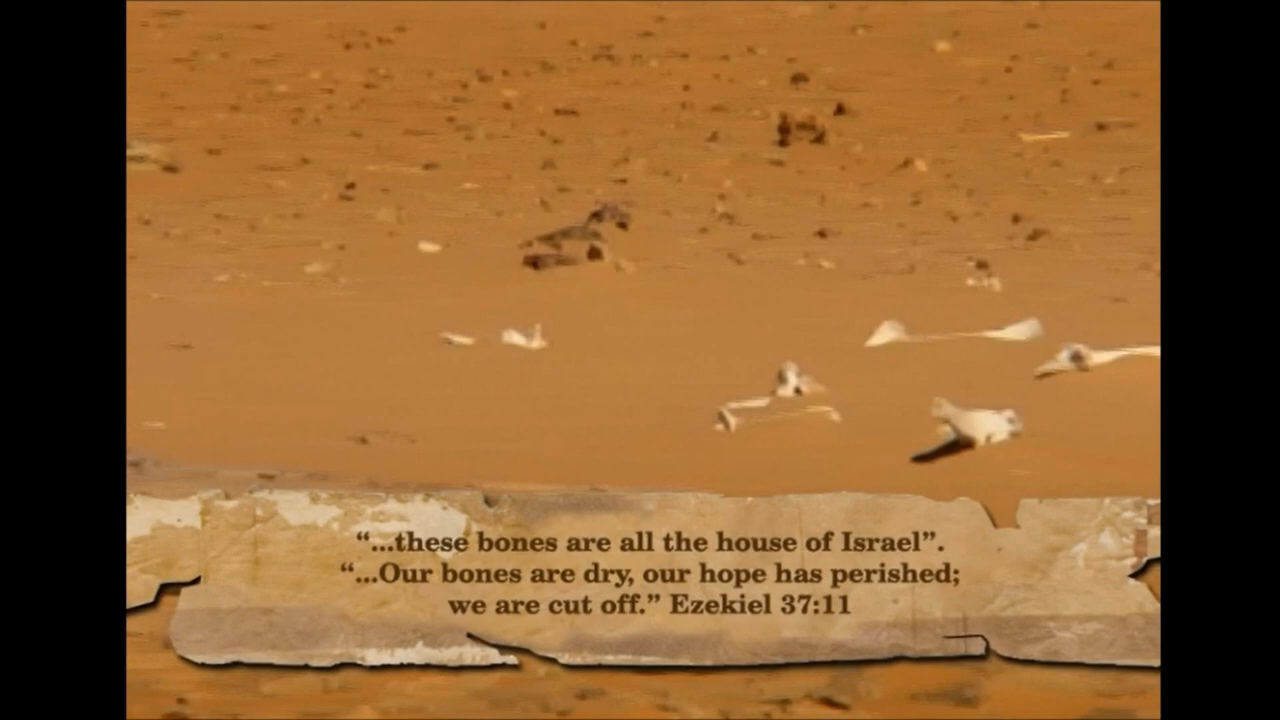 “...these bones are all the house of Israel”.
“...Our bones are dry, our hope has perished;
we are cut off.” Ezekiel 37:11